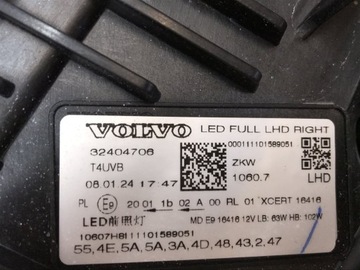 VOLVO LED FULL LHD RIGHT
32404706 000111101589051
T4UVB ZKW
08.01.24 17:47 1060.7 LHD
PL E9 20 01 1b 02 A 00 RL 01 XCERT 16416
LED前照灯 MD E9 16416 12V LB: 63W HB: 102W
10607H8111101589051
55,4E,5A,5A,3A,4D,48,43,2.47